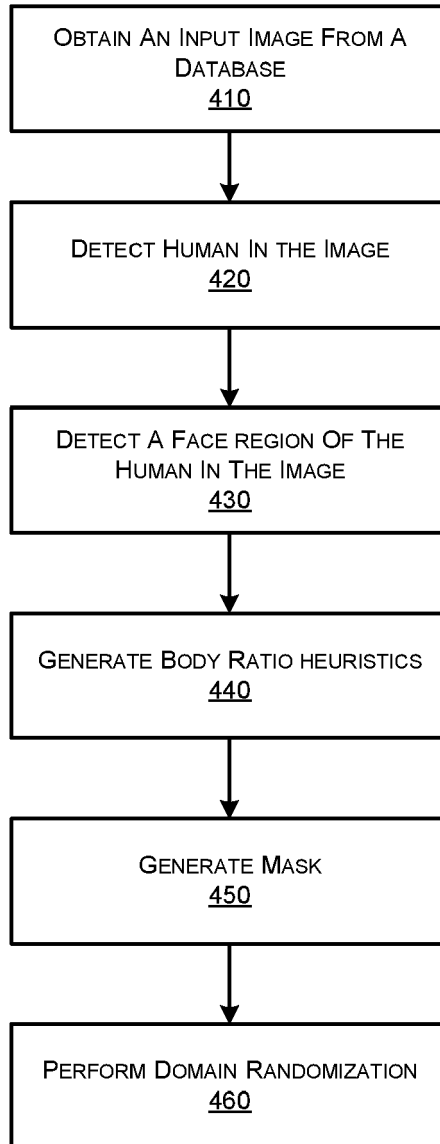 OBTAIN AN INPUT IMAGE FROM A
DATABASE
410
DETECT HUMAN IN THE IMAGE
420
DETECT A FACE REGION OF THE
HUMAN IN THE IMAGE
430
GENERATE BODY RATIO HEURISTICS
440
GENERATE MASK
450
PERFORM DOMAIN RANDOMIZATION
460